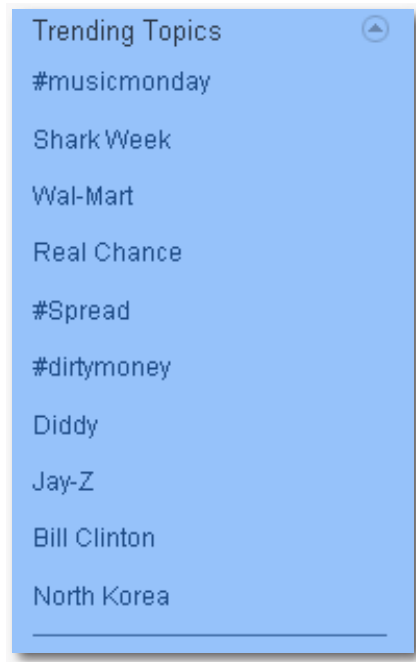 Trending Topics
#musicmonday
Shark Week
Wal-Mart
Real Chance
#Spread
#dirtymoney
Diddy
Jay-Z
Bill Clinton
North Korea